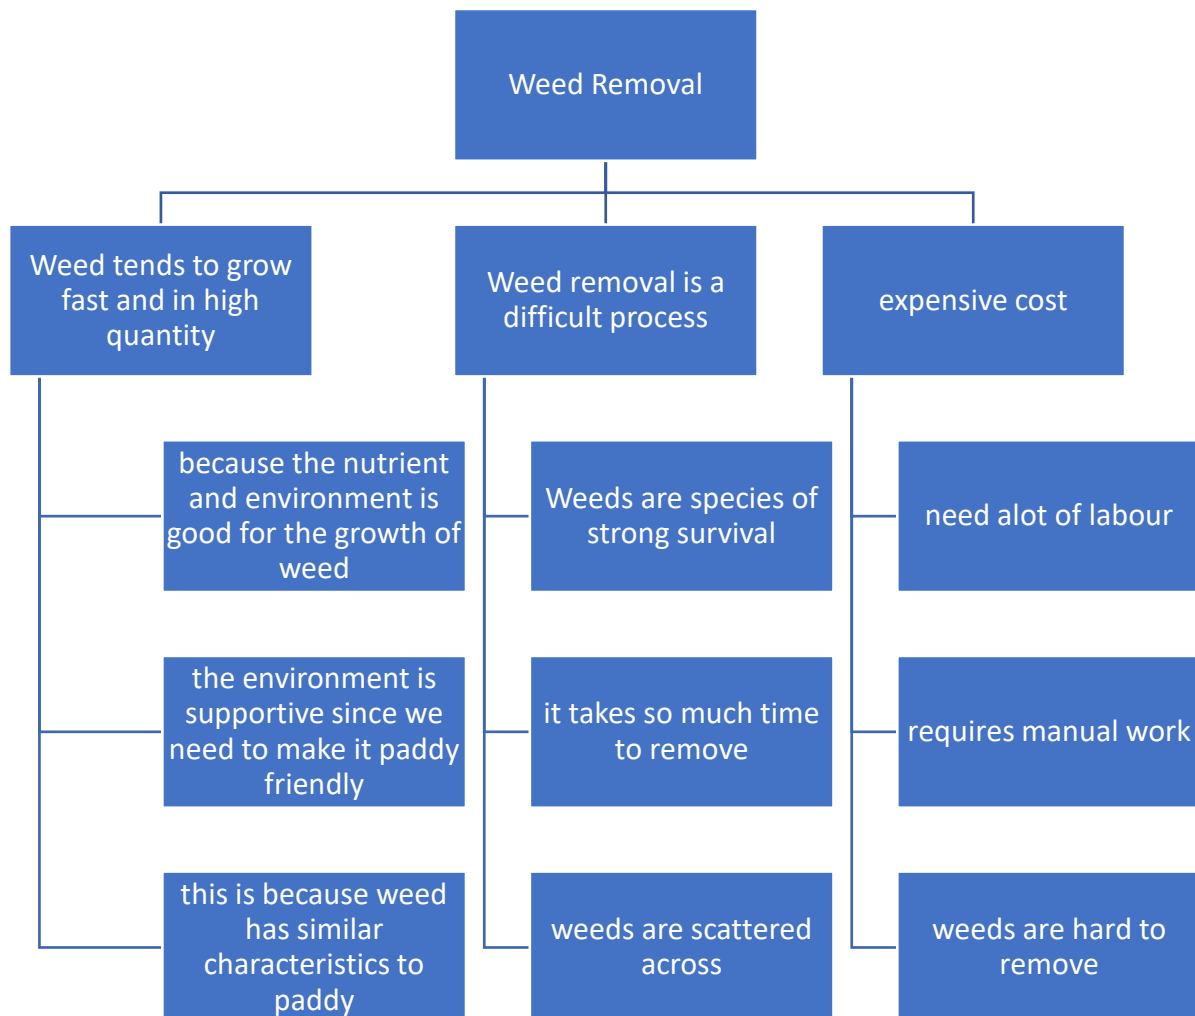 Weed Removal
Weed tends to grow
fast and in high
quantity
Weed removal is a
difficult process
expensive cost
because the nutrient
and environment is
good for the growth of
weed
Weeds are species of
strong survival
need alot of labour
the environment is
supportive since we
need to make it paddy
friendly
it takes so much time
to remove
requires manual work
this is because weed
has similar
characteristics to
paddy
weeds are scattered
across
weeds are hard to
remove